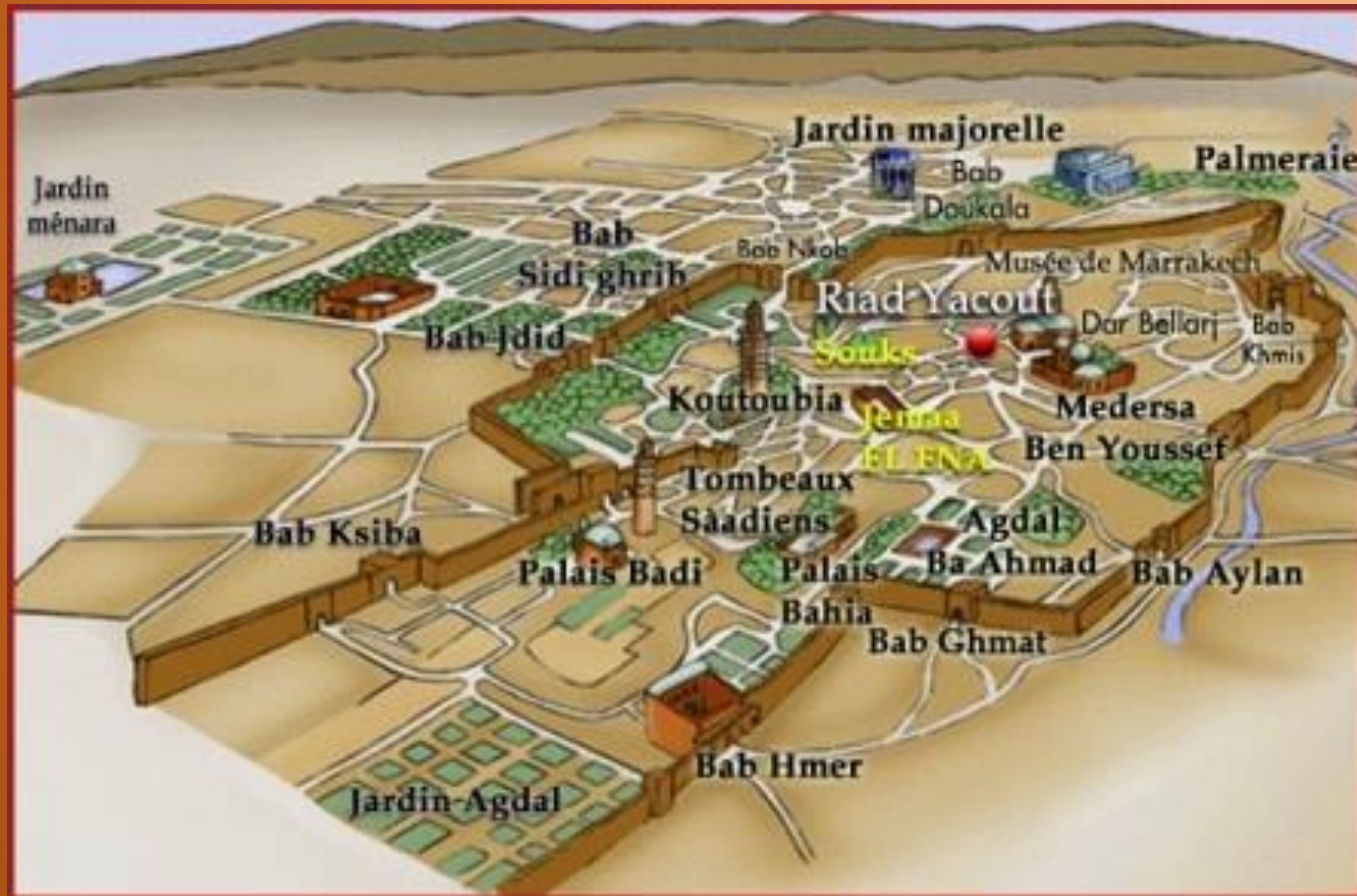 Jardin majorelle
Palmeraie
Bab
Doukala
Jardin
ménara
Bab
Sidi ghrib
Bab Nkob
Musée de Marrakech
Riad Yacout
Bab Jdid
Souks
Dar Bellarj
Bab
Khmis
Koutoubia
Jemaa
EL FNA
Medersa
Ben Youssef
Tombeaux
Sàadiens
Bab Ksiba
Agdal
Ba Ahmad
Palais Badi
Palais
Bahia
Bab Aylan
Bab Ghmat
Bab Hmer
Jardin Agdal